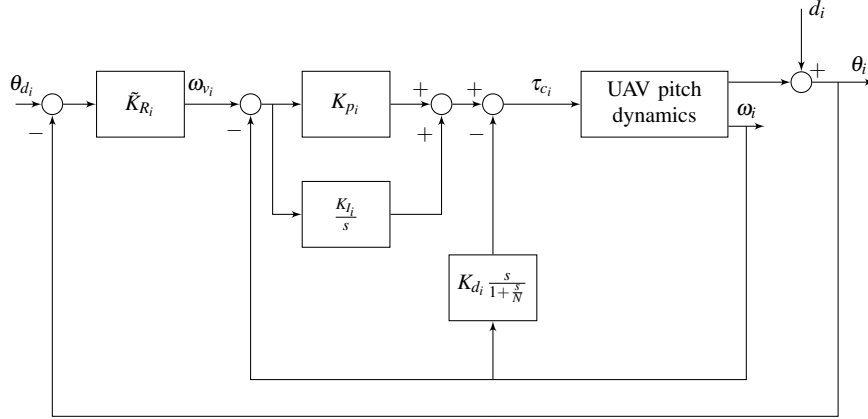 d_i
θ_{d_i}
−
K̃_{R_i}
ω_{v_i}
−
K_{p_i}
+
+
+
−
τ_{c_i}
UAV pitch
dynamics
+
θ_i
ω_i
K_{I_i}/s
K_{d_i} s/(1+s/N)